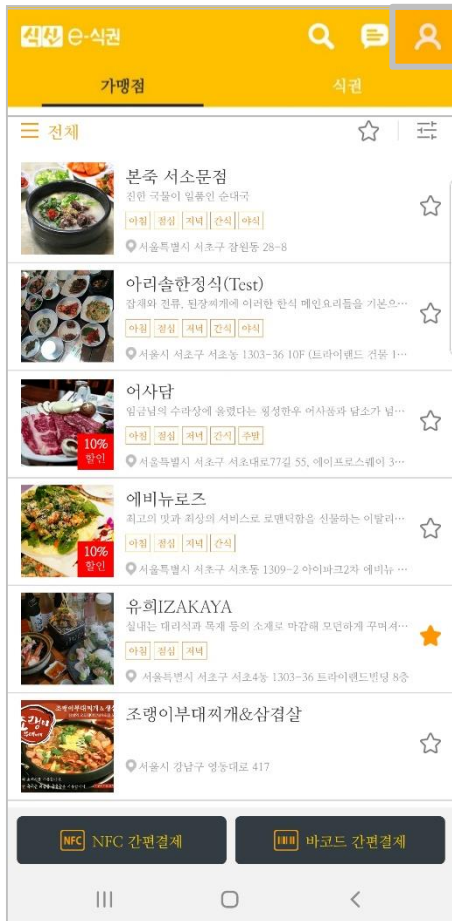 식신 e-식권
가맹점 식권
전체
본죽 서소문점
진한 국물이 일품인 순대국
아침 점심 저녁 간식 야식
서울특별시 서초구 잠원동 28-8
아리솔한정식(Test)
잡채와 전류, 된장찌개에 이러한 한식 메인요리들을 기본으…
아침 점심 저녁 간식 야식
서울시 서초구 서초동 1303-36 10F (트라이랜드 건물 1…
어사담
임금님의 수라상에 올렸다는 횡성한우 어사품과 담소가 넘…
10%
할인
아침 점심 저녁 간식 주말
서울특별시 서초구 서초대로77길 55, 에이프로스퀘어 3…
에비뉴로즈
최고의 맛과 최상의 서비스로 로맨틱함을 선물하는 이탈리…
10%
할인
아침 점심 저녁 간식
서울특별시 서초구 서초동 1309-2 아이파크2차 에비뉴 …
유희IZAKAYA
실내는 대리석과 목재 등의 소재로 마감해 모던하게 꾸며져…
아침 점심 저녁
서울특별시 서초구 서초4동 1303-36 트라이랜드빌딩 8층
조랭이부대찌개&삼겹살
서울시 강남구 영동대로 417
NFC NFC 간편결제
바코드 간편결제